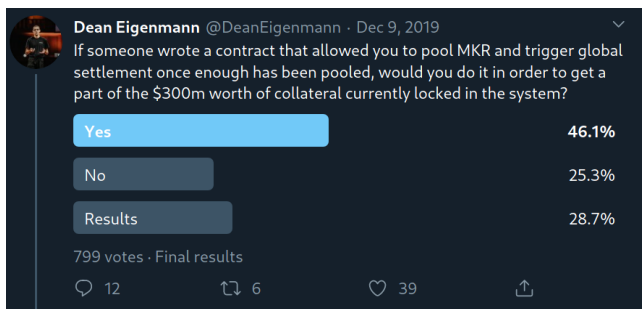 Dean Eigenmann @DeanEigenmann · Dec 9, 2019
If someone wrote a contract that allowed you to pool MKR and trigger global
settlement once enough has been pooled, would you do it in order to get a
part of the $300m worth of collateral currently locked in the system?
Yes 46.1%
No 25.3%
Results 28.7%
799 votes · Final results
12 6 39